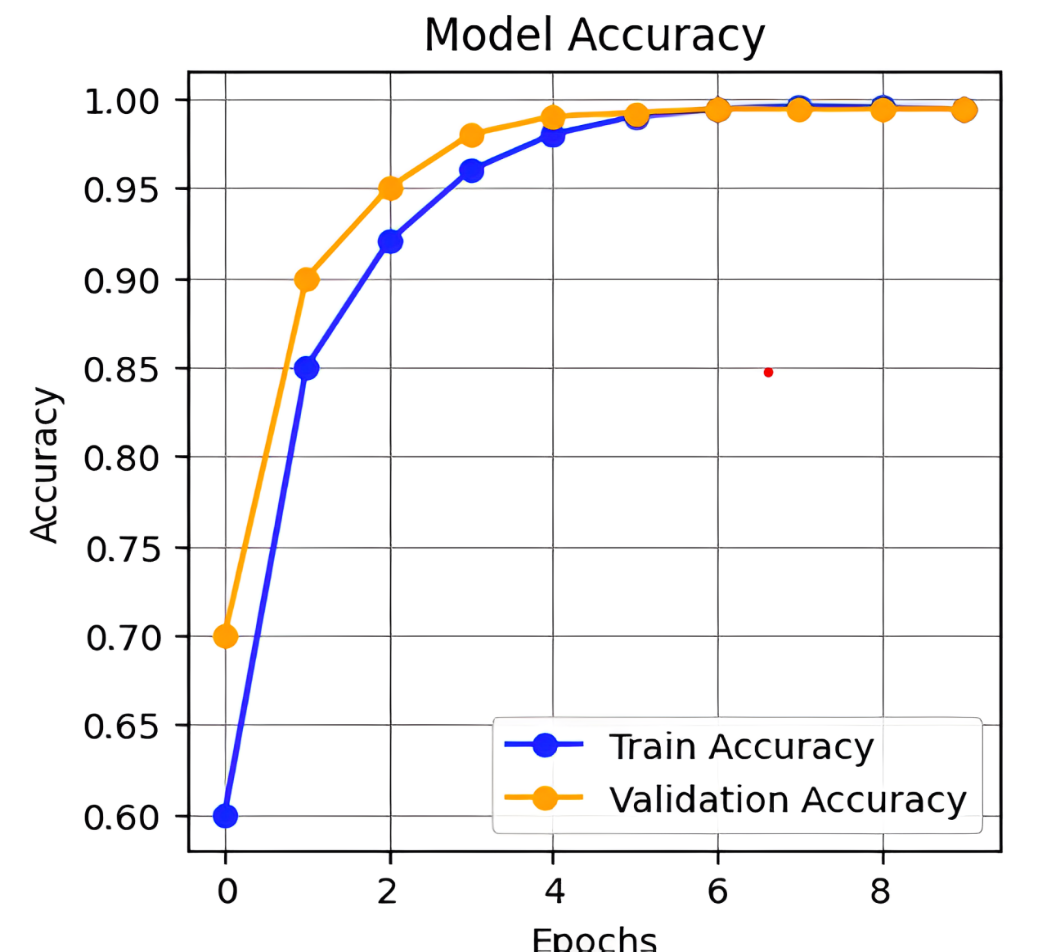 Model Accuracy
1.00
0.95
0.90
0.85
0.80
0.75
0.70
0.65
0.60
Accuracy
Train Accuracy
Validation Accuracy
0 2 4 6 8
Epochs